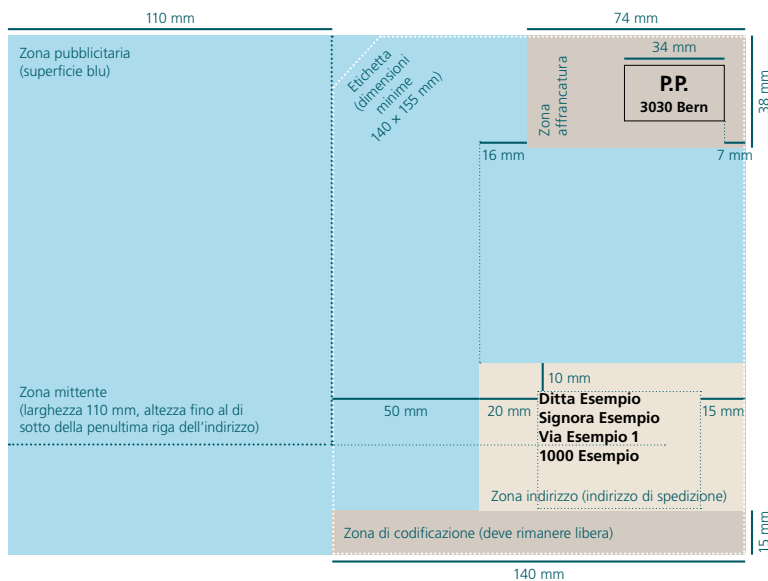 110 mm
74 mm
Zona pubblicitaria
(superficie blu)
Etichetta
(dimensioni
minime
140 × 155 mm)
Zona
affrancatura
34 mm
P.P.
3030 Bern
38 mm
16 mm
7 mm
10 mm
Zona mittente
(larghezza 110 mm, altezza fino al di
sotto della penultima riga dell’indirizzo)
50 mm
20 mm
15 mm
Ditta Esempio
Signora Esempio
Via Esempio 1
1000 Esempio
Zona indirizzo (indirizzo di spedizione)
Zona di codificazione (deve rimanere libera)
15 mm
140 mm